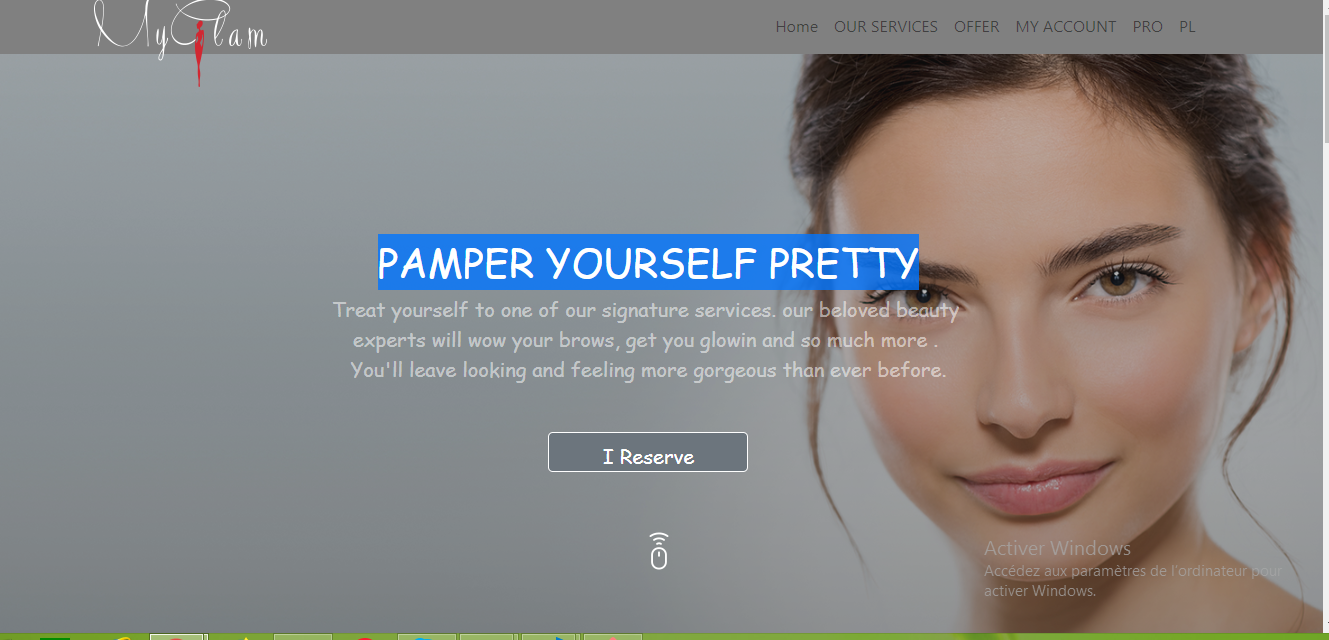 MyGlam
Home OUR SERVICES OFFER MY ACCOUNT PRO PL
PAMPER YOURSELF PRETTY
Treat yourself to one of our signature services. our beloved beauty
experts will wow your brows, get you glowin and so much more .
You'll leave looking and feeling more gorgeous than ever before.
I Reserve
Activer Windows
Accédez aux paramètres de l'ordinateur pour
activer Windows.